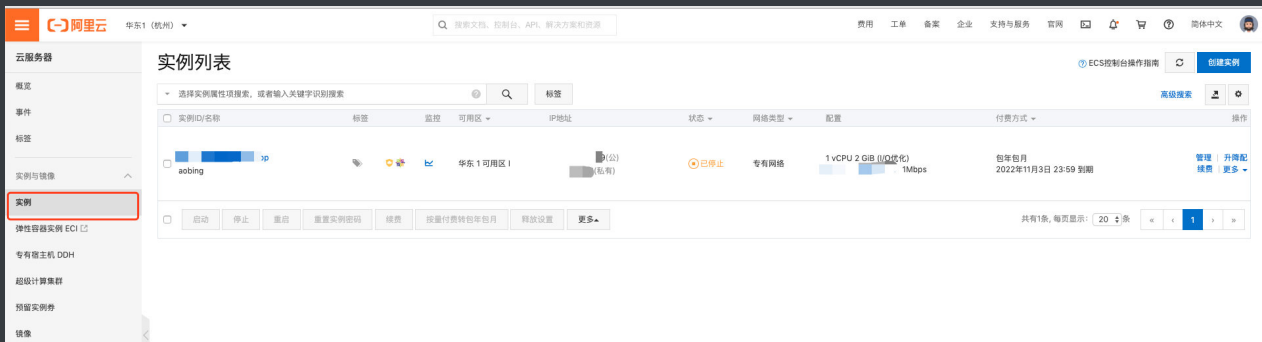 阿里云 华东1（杭州） 搜索文档、控制台、API、解决方案和资源 费用 工单 备案 企业 支持与服务 官网 简体中文
云服务器
概览
事件
标签
实例与镜像
实例
弹性容器实例 ECI
专有宿主机 DDH
超级计算集群
预留实例券
镜像
实例列表
ECS控制台操作指南 创建实例
选择实例属性项搜索，或者输入关键字识别搜索 标签 高级搜索
实例ID/名称 标签 监控 可用区 IP地址 状态 网络类型 配置 付费方式 操作
(公) 1 vCPU 2 GiB (I/O优化) 包年包月 管理 升降配
华东 1 可用区 I 已停止 专有网络
aobing (私有) 1Mbps 2022年11月3日 23:59 到期 续费 更多
启动 停止 重启 重置实例密码 续费 按量付费转包年包月 释放设置 更多 共有1条, 每页显示: 20 条 « ‹ 1 › »